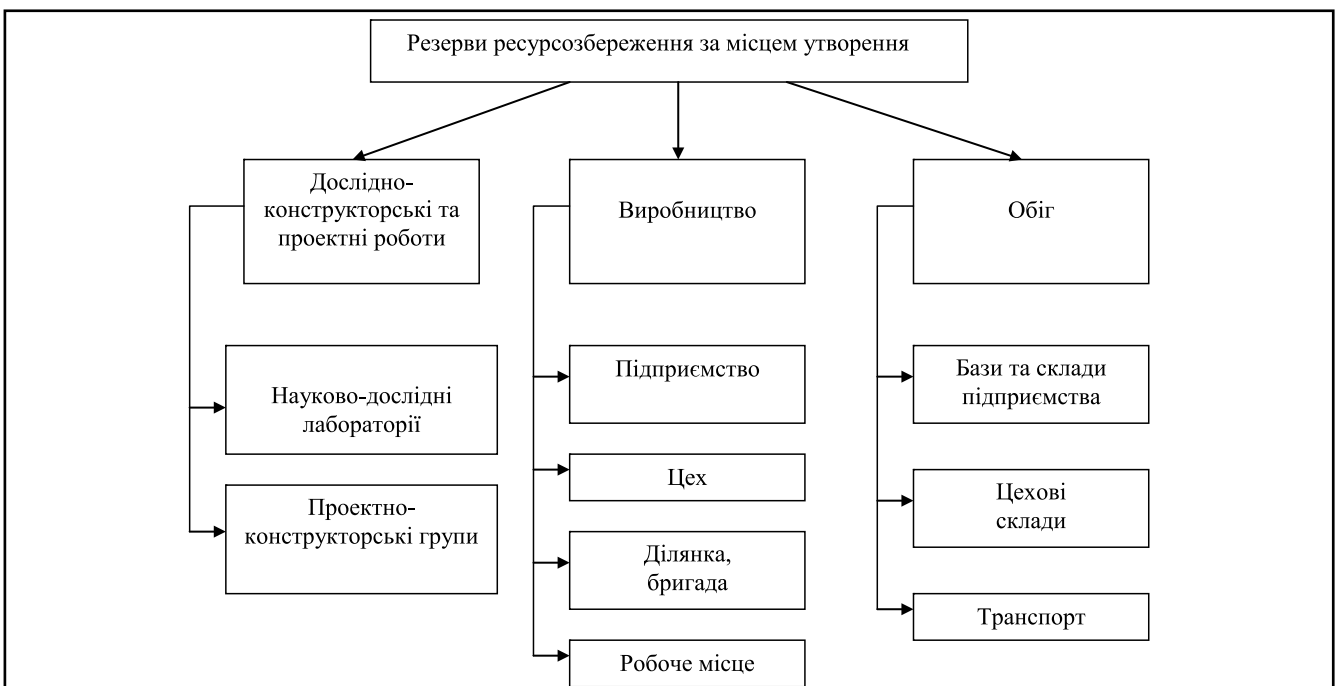 Резерви ресурсозбереження за місцем утворення
Дослідно-
конструкторські та
проектні роботи
Виробництво
Обіг
Науково-дослідні
лабораторії
Проектно-
конструкторські групи
Підприємство
Цех
Ділянка,
бригада
Робоче місце
Бази та склади
підприємства
Цехові
склади
Транспорт